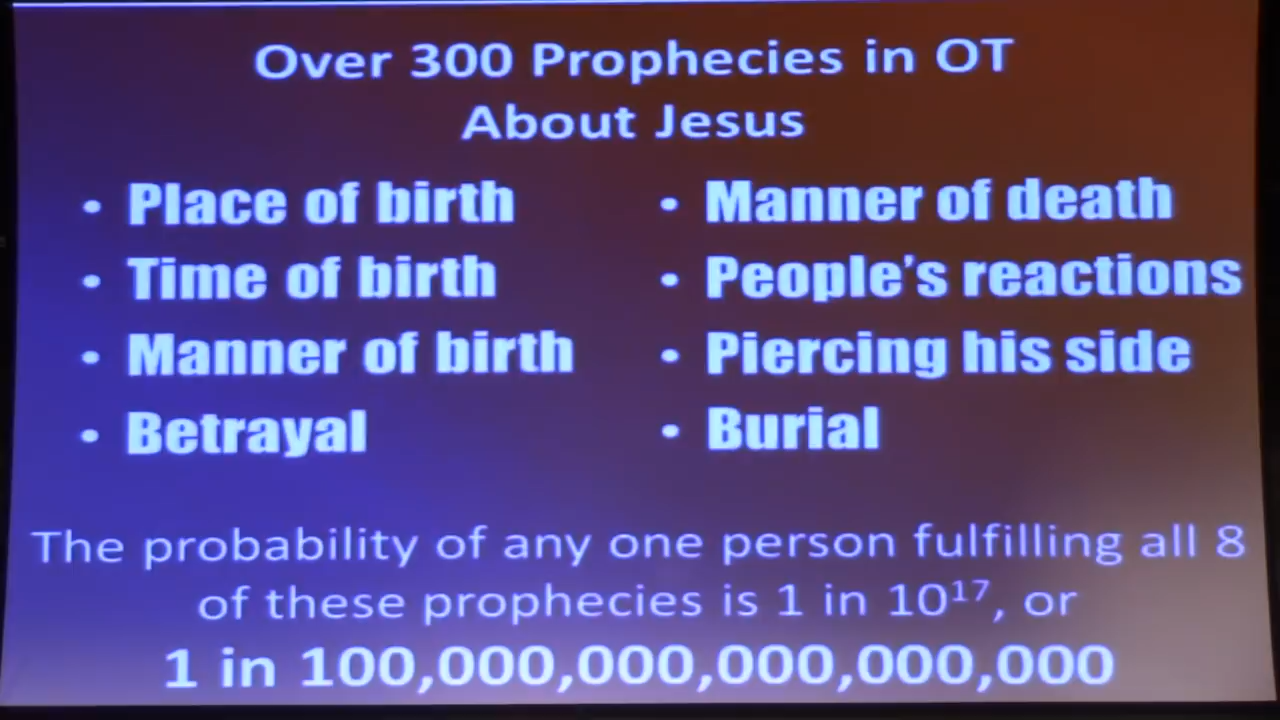 Over 300 Prophecies in OT
About Jesus
• Place of birth
• Time of birth
• Manner of birth
• Betrayal
• Manner of death
• People’s reactions
• Piercing his side
• Burial
The probability of any one person fulfilling all 8
of these prophecies is 1 in 10¹⁷, or
1 in 100,000,000,000,000,000